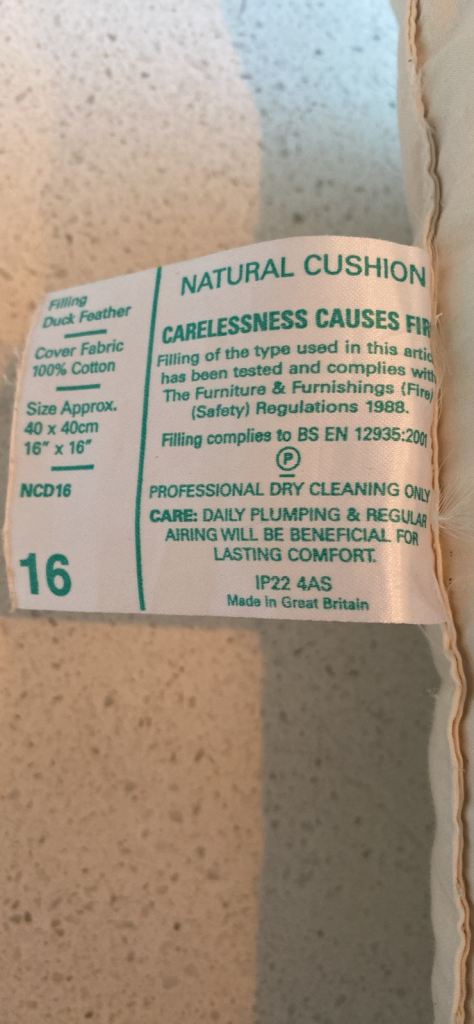 Filling
Duck Feather
Cover Fabric
100% Cotton
Size Approx.
40 x 40cm
16" x 16"
NCD16
16
NATURAL CUSHION
CARELESSNESS CAUSES FIR
Filling of the type used in this artic
has been tested and complies with
The Furniture & Furnishings (Fire)
(Safety) Regulations 1988.
Filling complies to BS EN 12935:2001
P
PROFESSIONAL DRY CLEANING ONLY
CARE: DAILY PLUMPING & REGULAR
AIRING WILL BE BENEFICIAL FOR
LASTING COMFORT.
IP22 4AS
Made in Great Britain